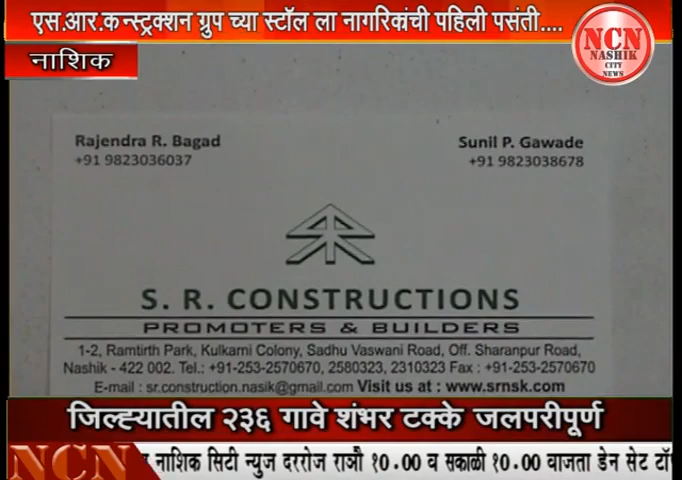 एस.आर.कन्स्ट्रक्शन ग्रुप च्या स्टॉल ला नागरिकांची पहिली पसंती....
NCN
NASHIK
CITY
NEWS
नाशिक
Rajendra R. Bagad
+91 9823036037
Sunil P. Gawade
+91 9823038678
S. R. CONSTRUCTIONS
PROMOTERS & BUILDERS
1-2, Ramtirth Park, Kulkarni Colony, Sadhu Vaswani Road, Off. Sharanpur Road,
Nashik - 422 002. Tel.: +91-253-2570670, 2580323, 2310323 Fax : +91-253-2570670
E-mail : sr.construction.nasik@gmail.com Visit us at : www.srnsk.com
जिल्ह्यातील २३६ गावे शंभर टक्के जलपरीपूर्ण
NCN
नाशिक सिटी न्युज दररोज रात्रौ १०.०० व सकाळी १०.०० वाजता डेन सेट टॉ